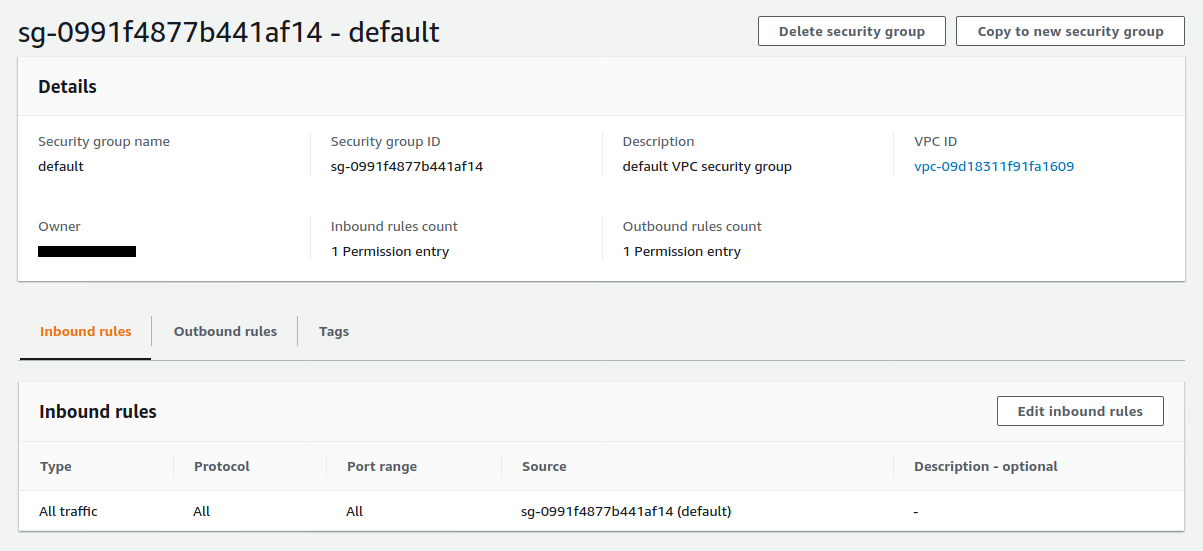 sg-0991f4877b441af14 - default
Delete security group
Copy to new security group
Details
Security group name
Security group ID
Description
VPC ID
default
sg-0991f4877b441af14
default VPC security group
vpc-09d18311f91fa1609
Owner
Inbound rules count
Outbound rules count
1 Permission entry
1 Permission entry
Inbound rules
Outbound rules
Tags
Inbound rules
Edit inbound rules
Type
Protocol
Port range
Source
Description - optional
All traffic
All
All
sg-0991f4877b441af14 (default)
-